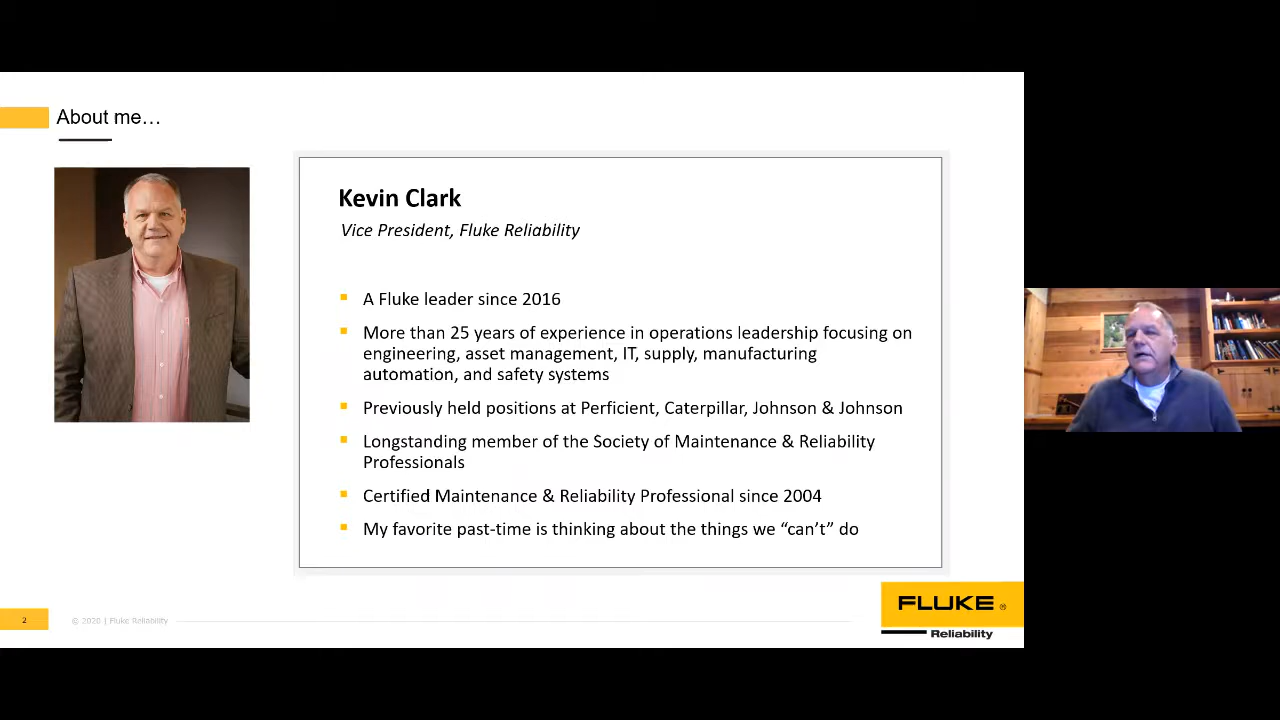 About me…
Kevin Clark
Vice President, Fluke Reliability
A Fluke leader since 2016
More than 25 years of experience in operations leadership focusing on
engineering, asset management, IT, supply, manufacturing
automation, and safety systems
Previously held positions at Perficient, Caterpillar, Johnson & Johnson
Longstanding member of the Society of Maintenance & Reliability
Professionals
Certified Maintenance & Reliability Professional since 2004
My favorite past-time is thinking about the things we “can’t” do
2
© 2020 | Fluke Reliability
FLUKE®
Reliability